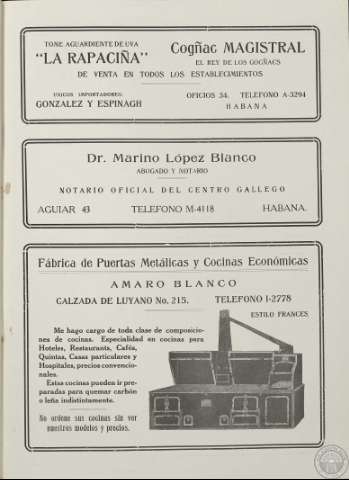 TOME AGUARDIENTE DE UVA
"LA RAPACIÑA"
Cogñac MAGISTRAL
EL REY DE LOS COGÑACS
DE VENTA EN TODOS LOS ESTABLECIMIENTOS
UNICOS IMPORTADORES:
GONZALEZ Y ESPINAGH
OFICIOS 34. TELEFONO A-3294
HABANA
Dr. Marino López Blanco
ABOGADO Y NOTARIO
NOTARIO OFICIAL DEL CENTRO GALLEGO
AGUIAR 43 TELEFONO M-4118 HABANA.
Fábrica de Puertas Metálicas y Cocinas Económicas
AMARO BLANCO
CALZADA DE LUYANO No. 215. TELEFONO I-2778
ESTILO FRANCES
Me hago cargo de toda clase de composicio-
nes de cocinas. Especialidad en cocinas para
Hoteles, Restaurants, Cafés,
Quintas, Casas particulares y
Hospitales, precios convencio-
nales.
Estas cocinas pueden ir pre-
paradas para quemar carbón
o leña indistintamente.
No ordene sus cocinas sin ver
nuestros modelos y precios.